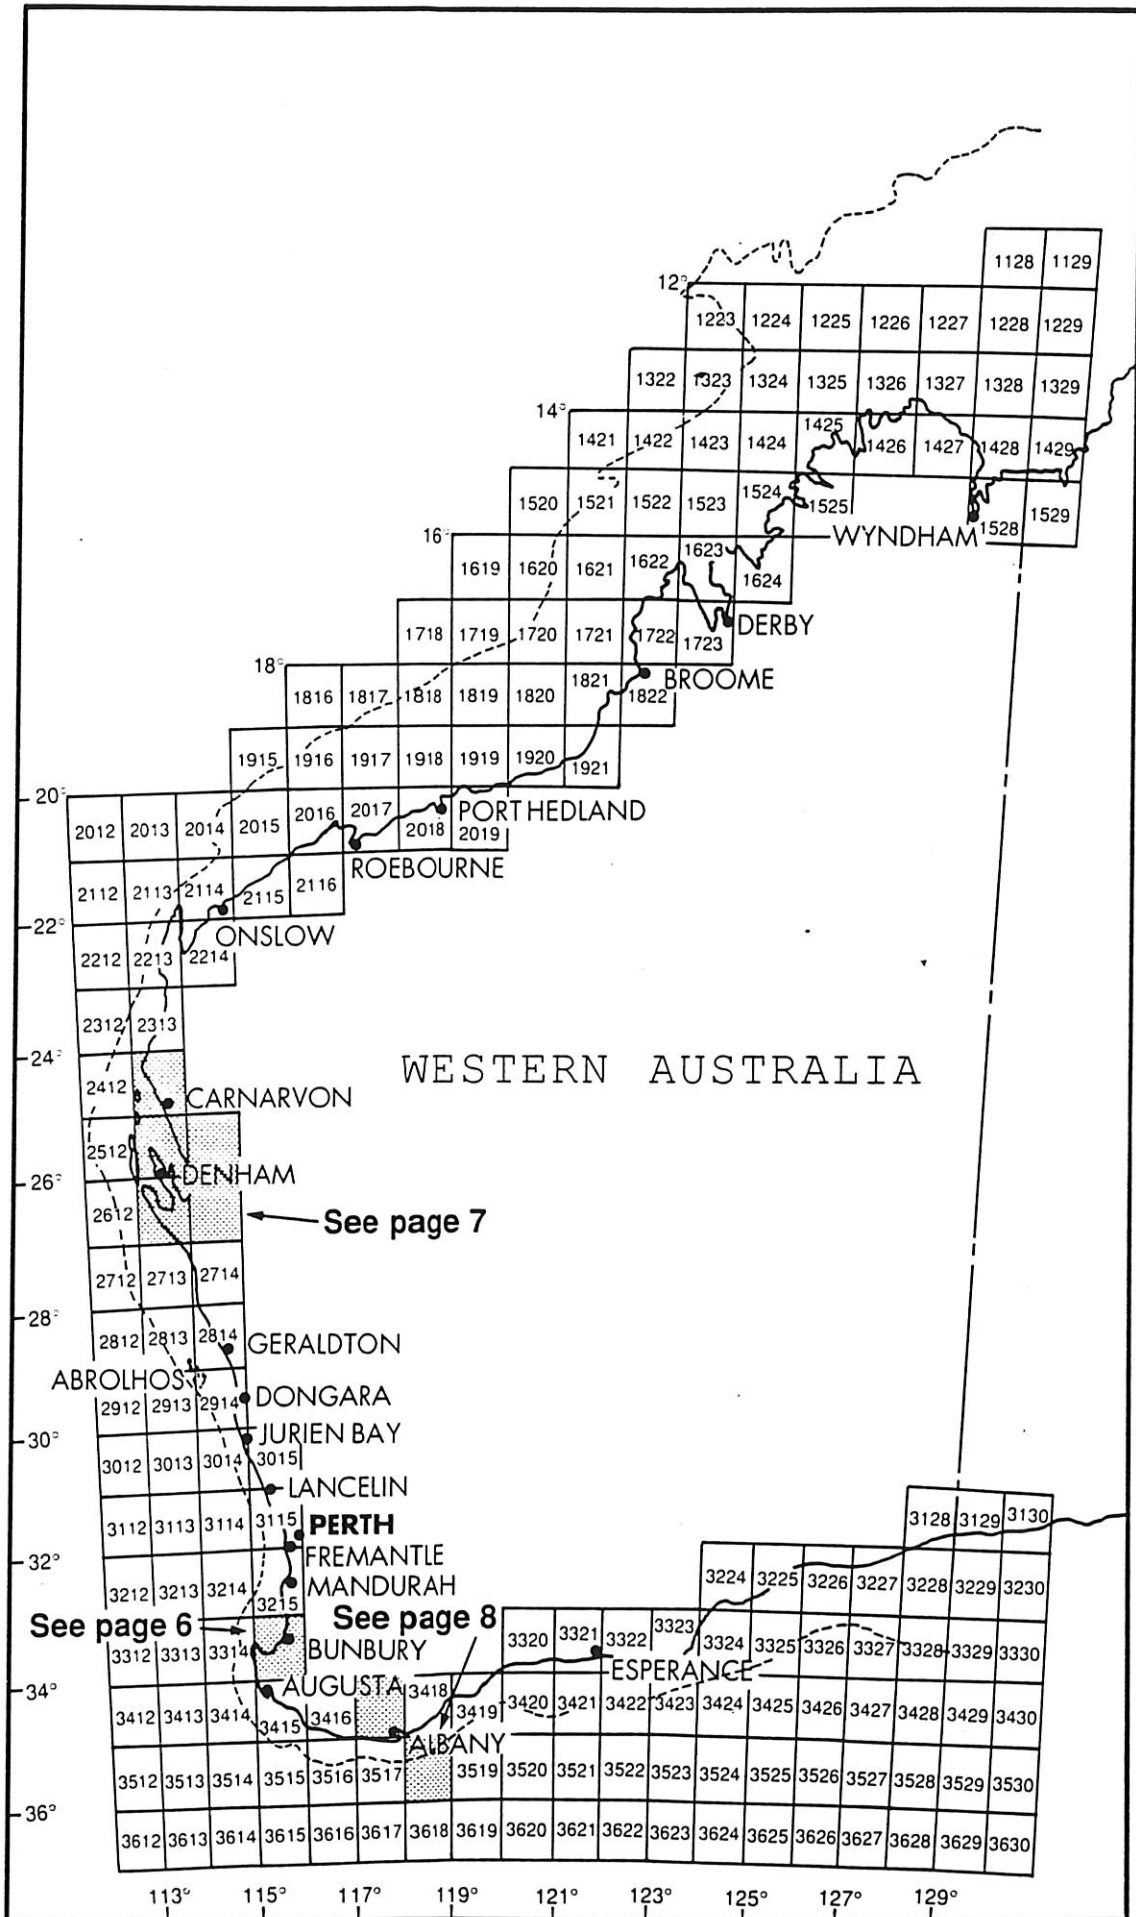 1128 1129
12°
1223 1224 1225 1226 1227 1228 1229
1322 1323 1324 1325 1326 1327 1328 1329
14°
1421 1422 1423 1424 1425 1426 1427 1428 1429
1520 1521 1522 1523 1524 1525 1528 1529
WYNDHAM
16°
1619 1620 1621 1622 1623 1624
1718 1719 1720 1721 1722 1723
DERBY
18°
1816 1817 1818 1819 1820 1821 1822
BROOME
1915 1916 1917 1918 1919 1920 1921
20°
2012 2013 2014 2015 2016 2017 2018 2019
PORT HEDLAND
ROEBOURNE
2112 2113 2114 2115 2116
22°
ONSLOW
2212 2213 2214
2312 2313
24°
WESTERN AUSTRALIA
2412
CARNARVON
2512
DENHAM
26°
2612
See page 7
2712 2713 2714
28°
2812 2813 2814
GERALDTON
ABROLHOS
2912 2913 2914
DONGARA
30°
JURIEN BAY
3012 3013 3014 3015
LANCELIN
3112 3113 3114 3115
PERTH
3128 3129 3130
FREMANTLE
32°
MANDURAH
3212 3213 3214 3215
3224 3225 3226 3227 3228 3229 3230
See page 6
See page 8
3312 3313 3314
BUNBURY
3320 3321 3322 3323 3324 3325 3326 3327 3328 3329 3330
ESPERANCE
34°
AUGUSTA
3412 3413 3414 3415 3416 3418 3419 3420 3421 3422 3423 3424 3425 3426 3427 3428 3429 3430
ALBANY
3512 3513 3514 3515 3516 3517 3519 3520 3521 3522 3523 3524 3525 3526 3527 3528 3529 3530
36°
3612 3613 3614 3615 3616 3617 3618 3619 3620 3621 3622 3623 3624 3625 3626 3627 3628 3629 3630
113° 115° 117° 119° 121° 123° 125° 127° 129°